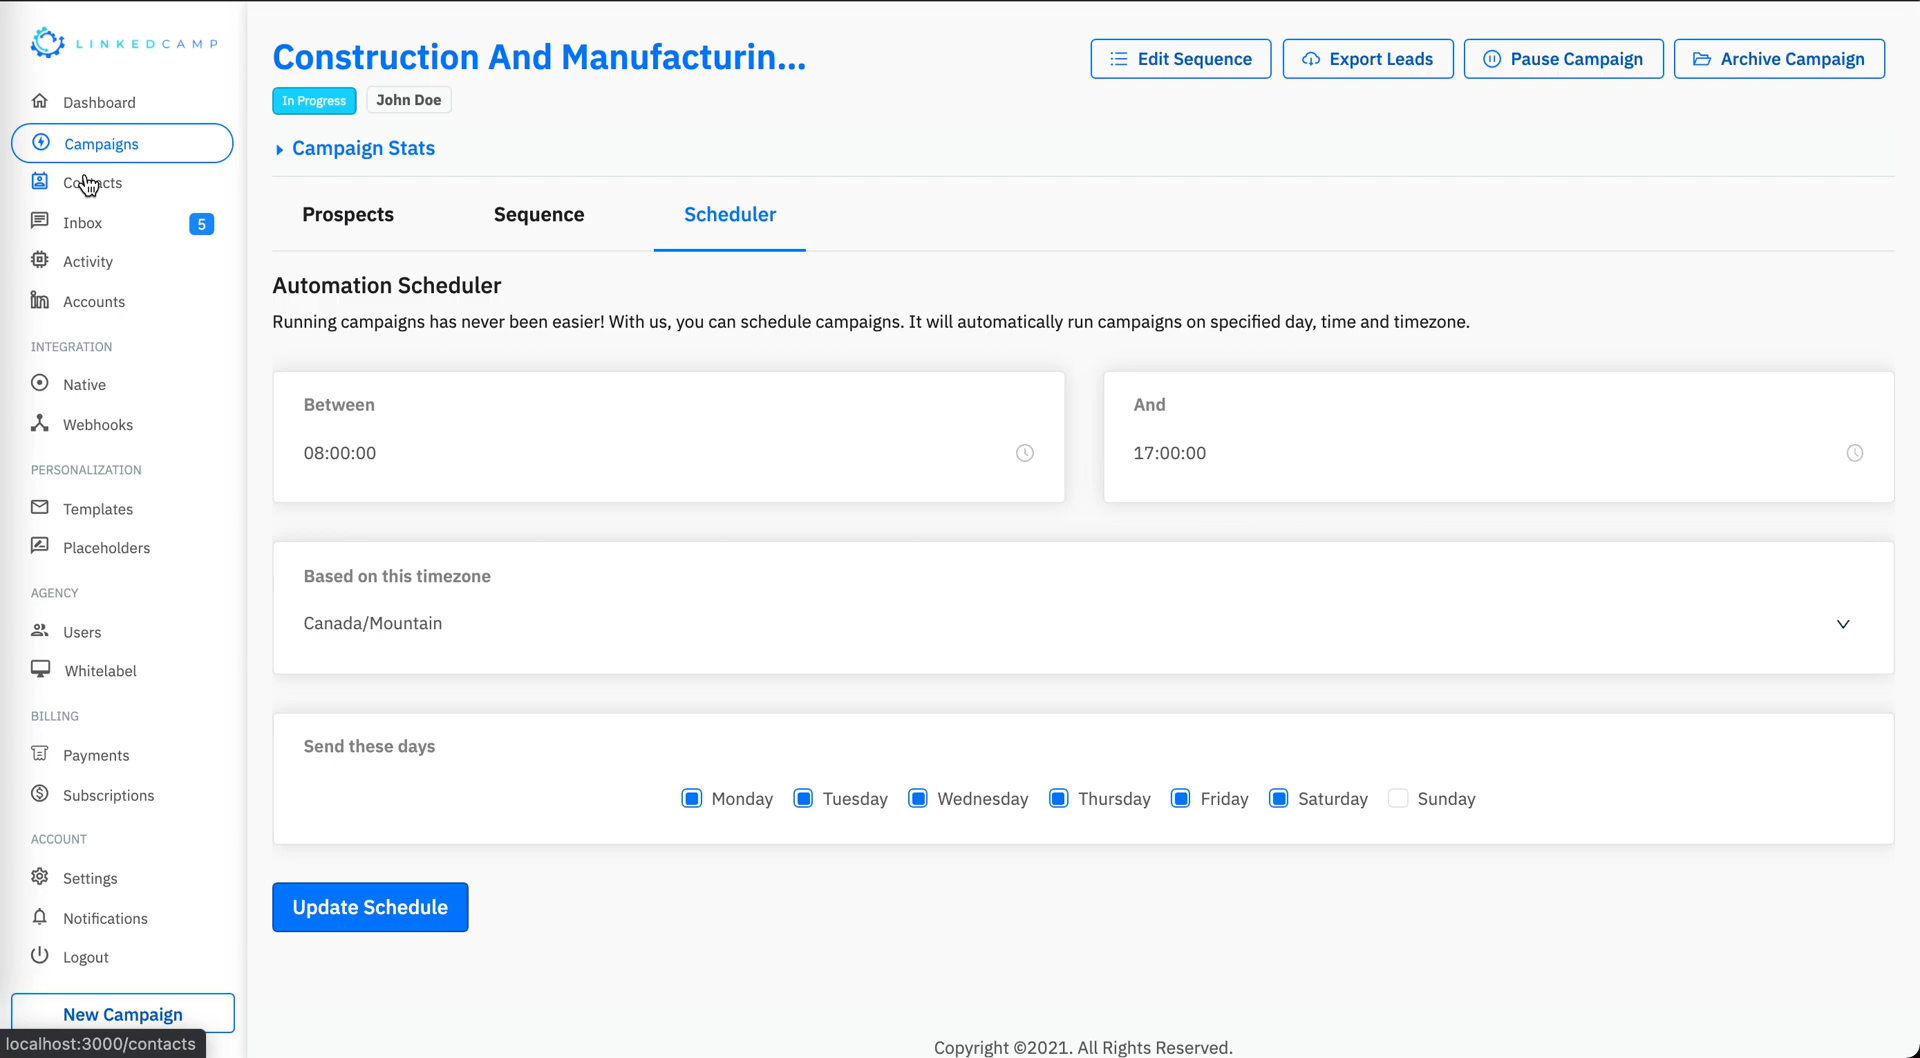 LINKEDCAMP
Dashboard
Campaigns
Contacts
Inbox 5
Activity
Accounts
INTEGRATION
Native
Webhooks
PERSONALIZATION
Templates
Placeholders
AGENCY
Users
Whitelabel
BILLING
Payments
Subscriptions
ACCOUNT
Settings
Notifications
Logout
New Campaign
localhost:3000/contacts
Construction And Manufacturin...
Edit Sequence Export Leads Pause Campaign Archive Campaign
In Progress John Doe
Campaign Stats
Prospects Sequence Scheduler
Automation Scheduler
Running campaigns has never been easier! With us, you can schedule campaigns. It will automatically run campaigns on specified day, time and timezone.
Between
08:00:00
And
17:00:00
Based on this timezone
Canada/Mountain
Send these days
Monday Tuesday Wednesday Thursday Friday Saturday Sunday
Update Schedule
Copyright ©2021. All Rights Reserved.